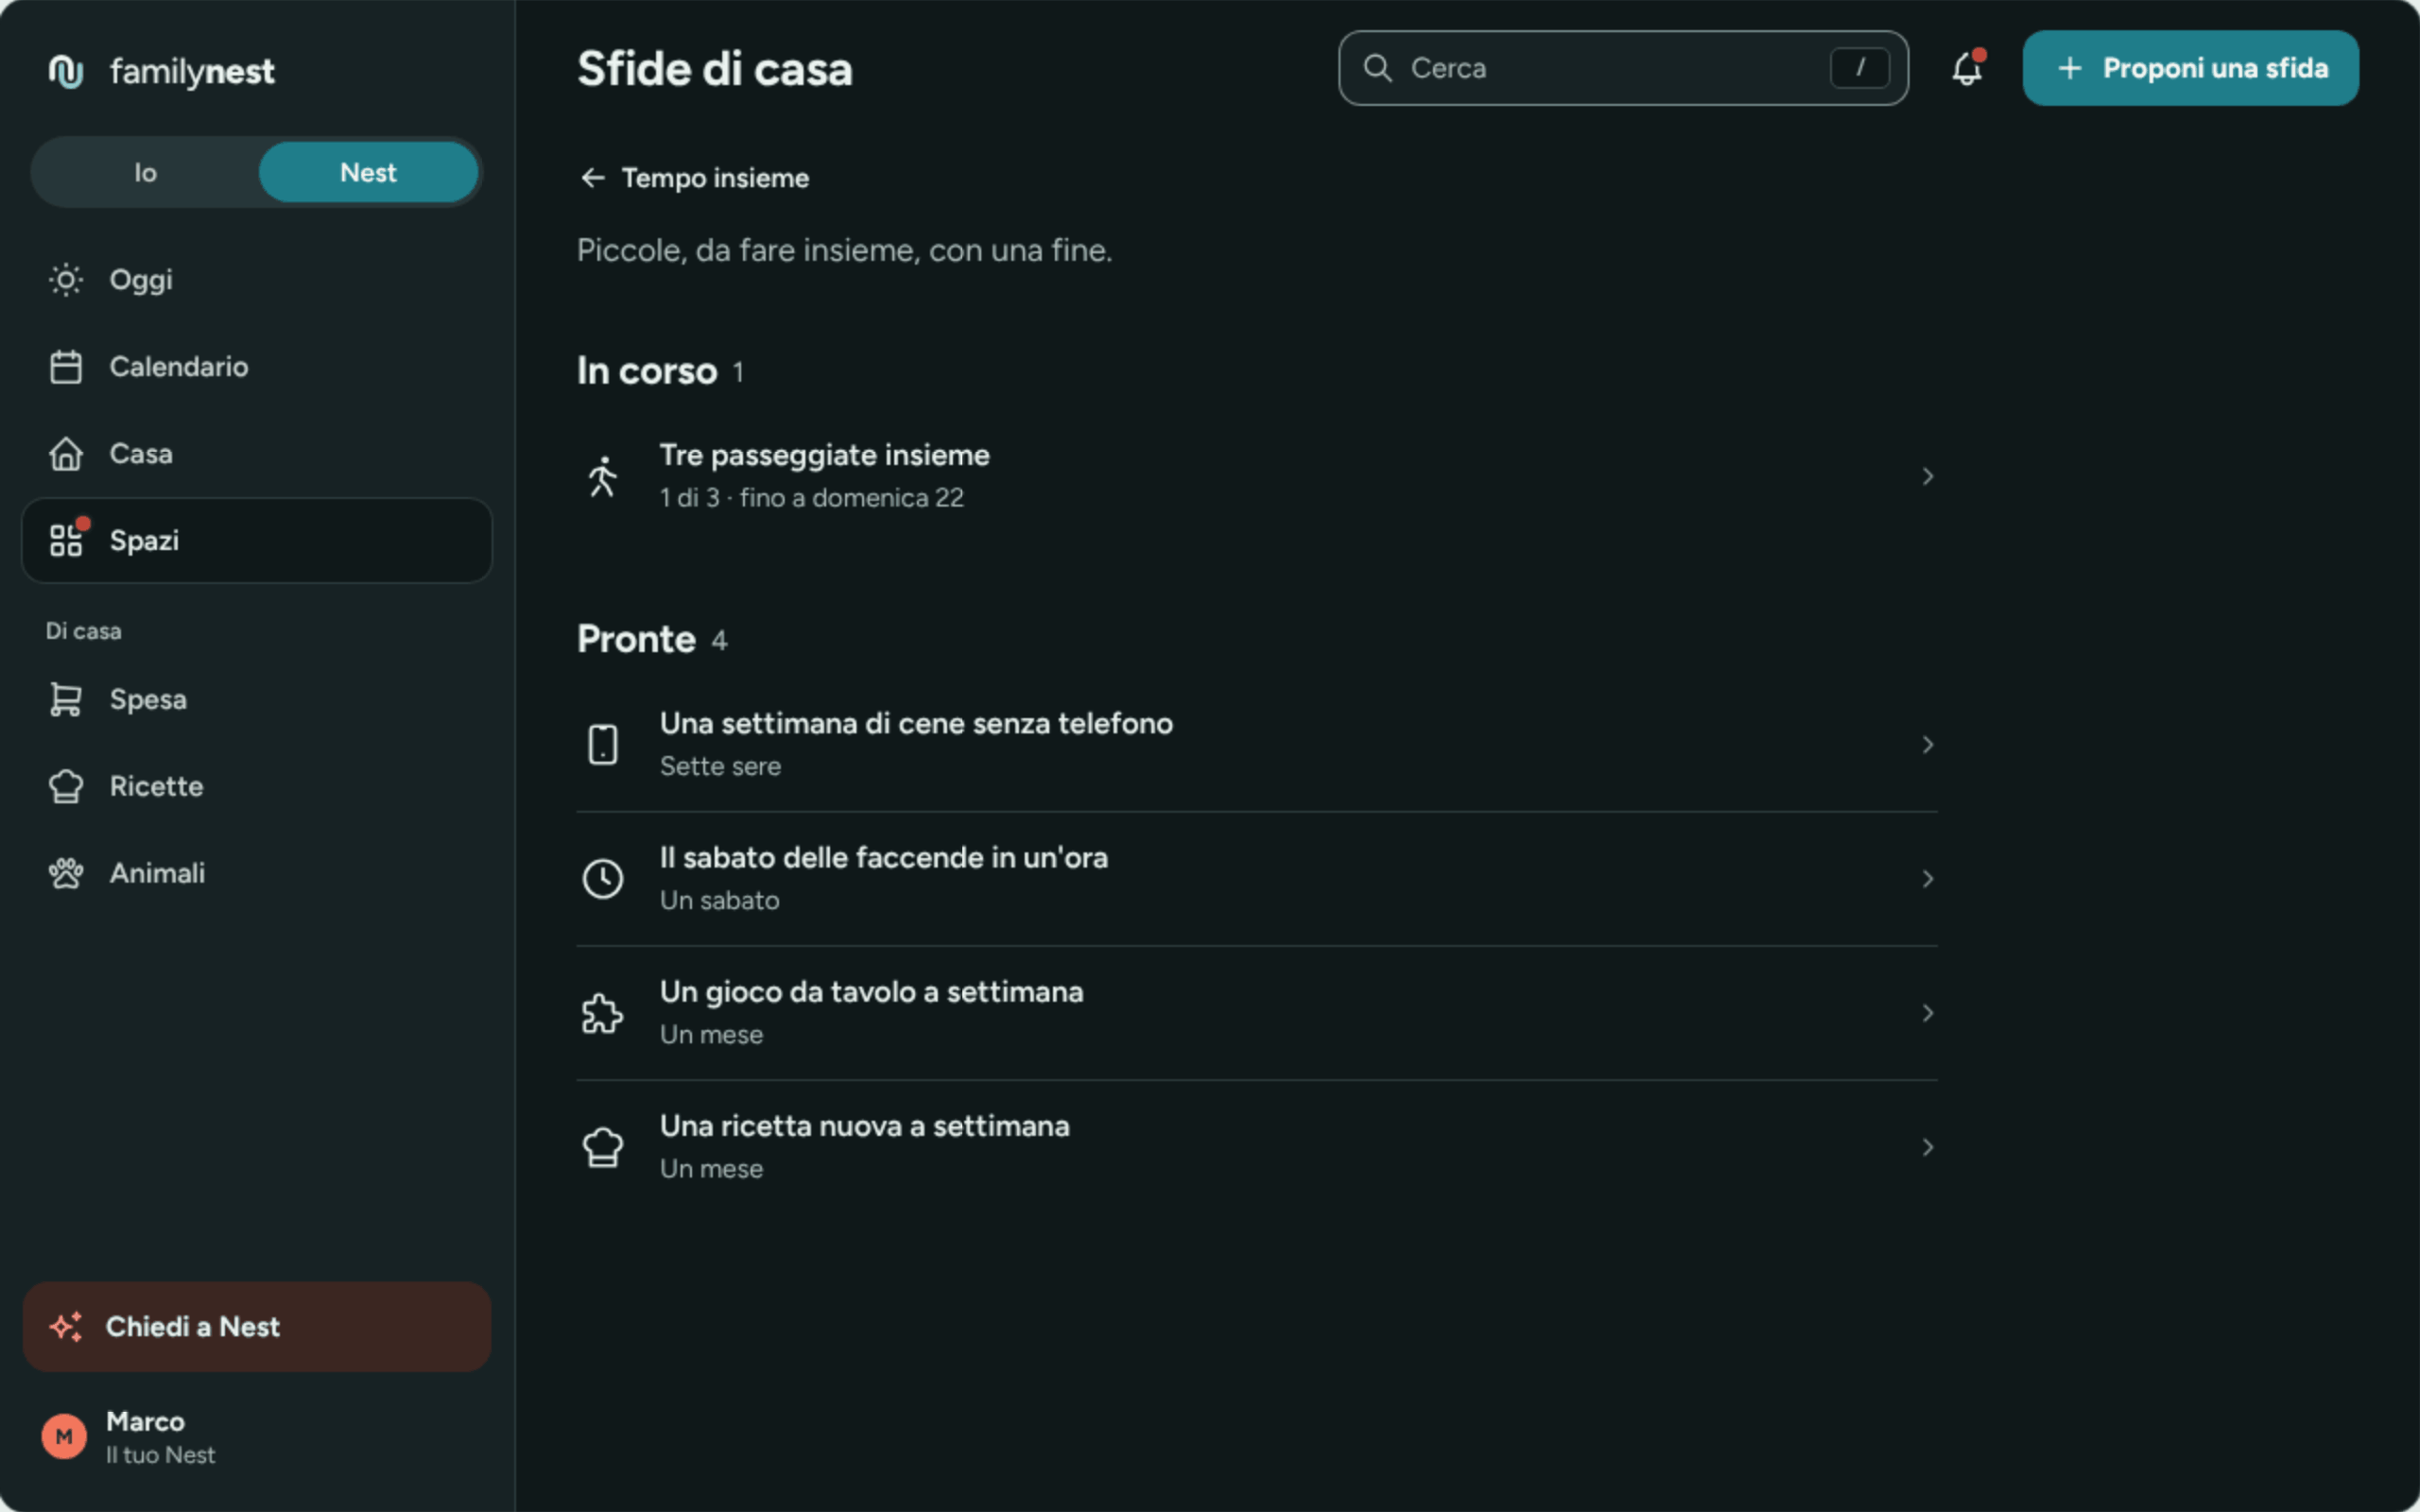 familynest
Io
Nest
Oggi
Calendario
Casa
Spazi
Di casa
Spesa
Ricette
Animali
Chiedi a Nest
M
Marco
Il tuo Nest
Sfide di casa
Cerca
/
Proponi una sfida
Tempo insieme
Piccole, da fare insieme, con una fine.
In corso 1
Tre passeggiate insieme
1 di 3 · fino a domenica 22
Pronte 4
Una settimana di cene senza telefono
Sette sere
Il sabato delle faccende in un'ora
Un sabato
Un gioco da tavolo a settimana
Un mese
Una ricetta nuova a settimana
Un mese